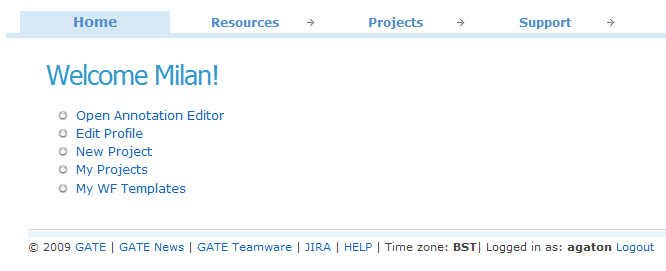 Home Resources Projects Support
Welcome Milan!
Open Annotation Editor
Edit Profile
New Project
My Projects
My WF Templates
© 2009 GATE | GATE News | GATE Teamware | JIRA | HELP | Time zone: BST| Logged in as: agaton Logout